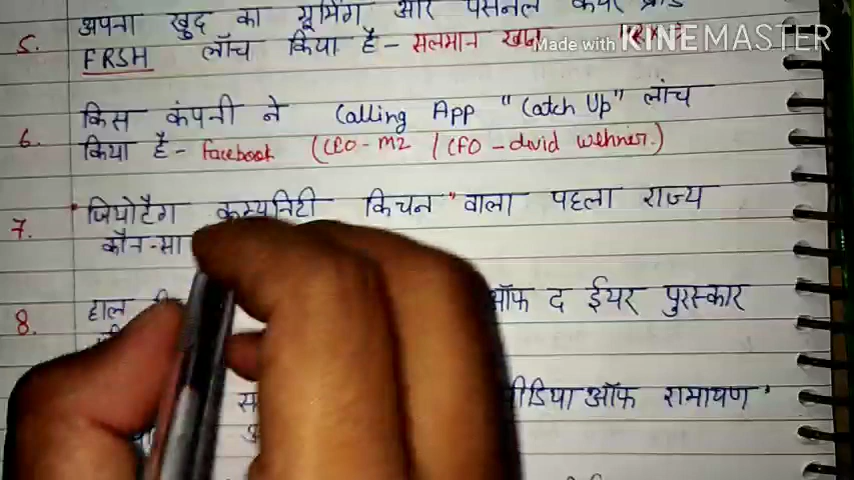 अपना खुद का ग्रूमिंग और पर्सनल केयर
5. FRSH लॉच किया है - सलमान खान
Made with KINEMASTER
6. किस कंपनी ने Calling App "Catch Up" लांच
किया है - Facebook (CEO - MZ / CFO - david wehner.)
7. "जियोटैग कम्युनिटी किचन" वाला पहला राज्य
कौन-सा
8. हाल ऑफ द ईयर पुरस्कार
ऑफ रामायण'